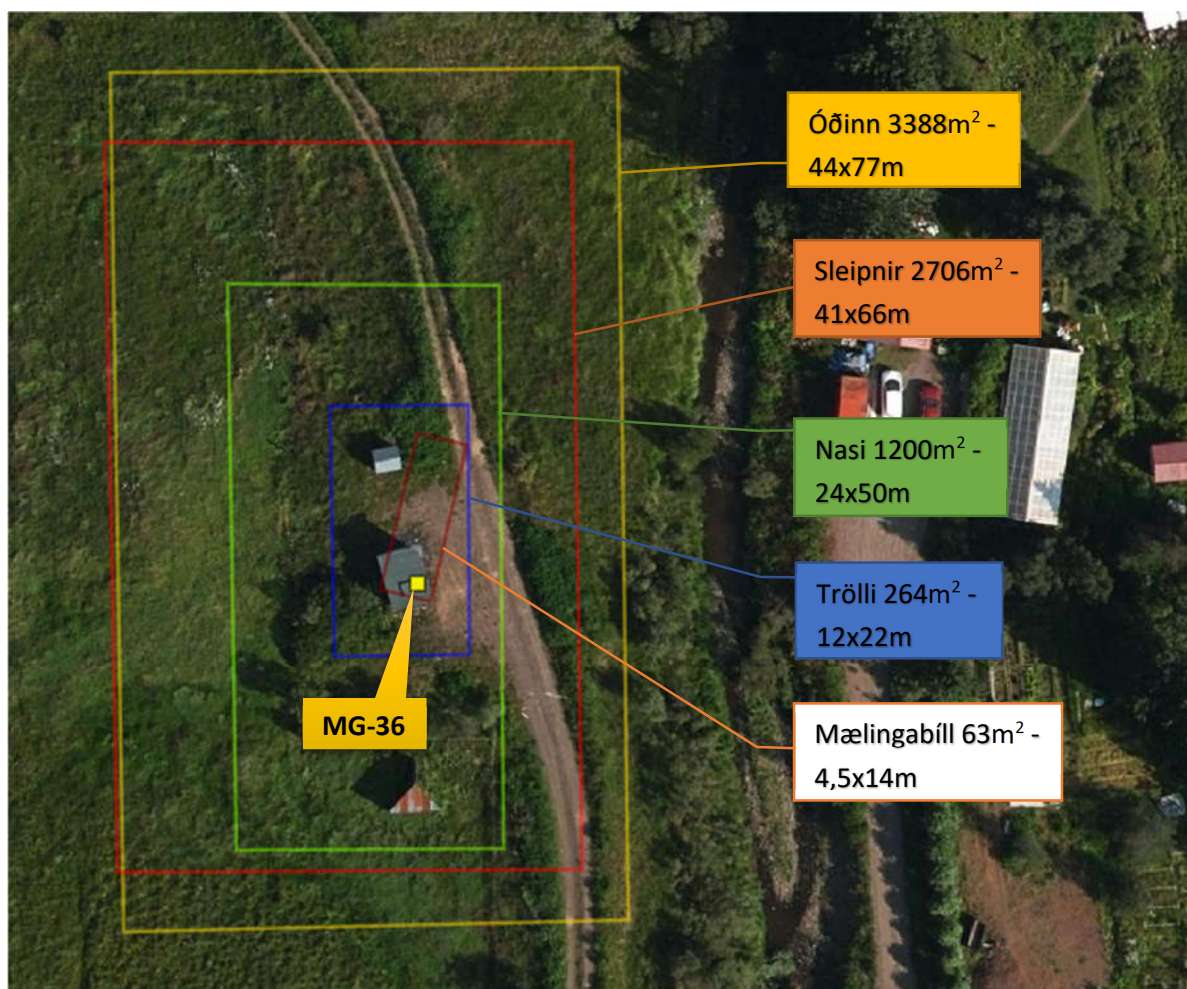 Óðinn 3388m² -
44x77m
Sleipnir 2706m² -
41x66m
Nasi 1200m² -
24x50m
Trölli 264m² -
12x22m
MG-36
Mælingabíll 63m² -
4,5x14m